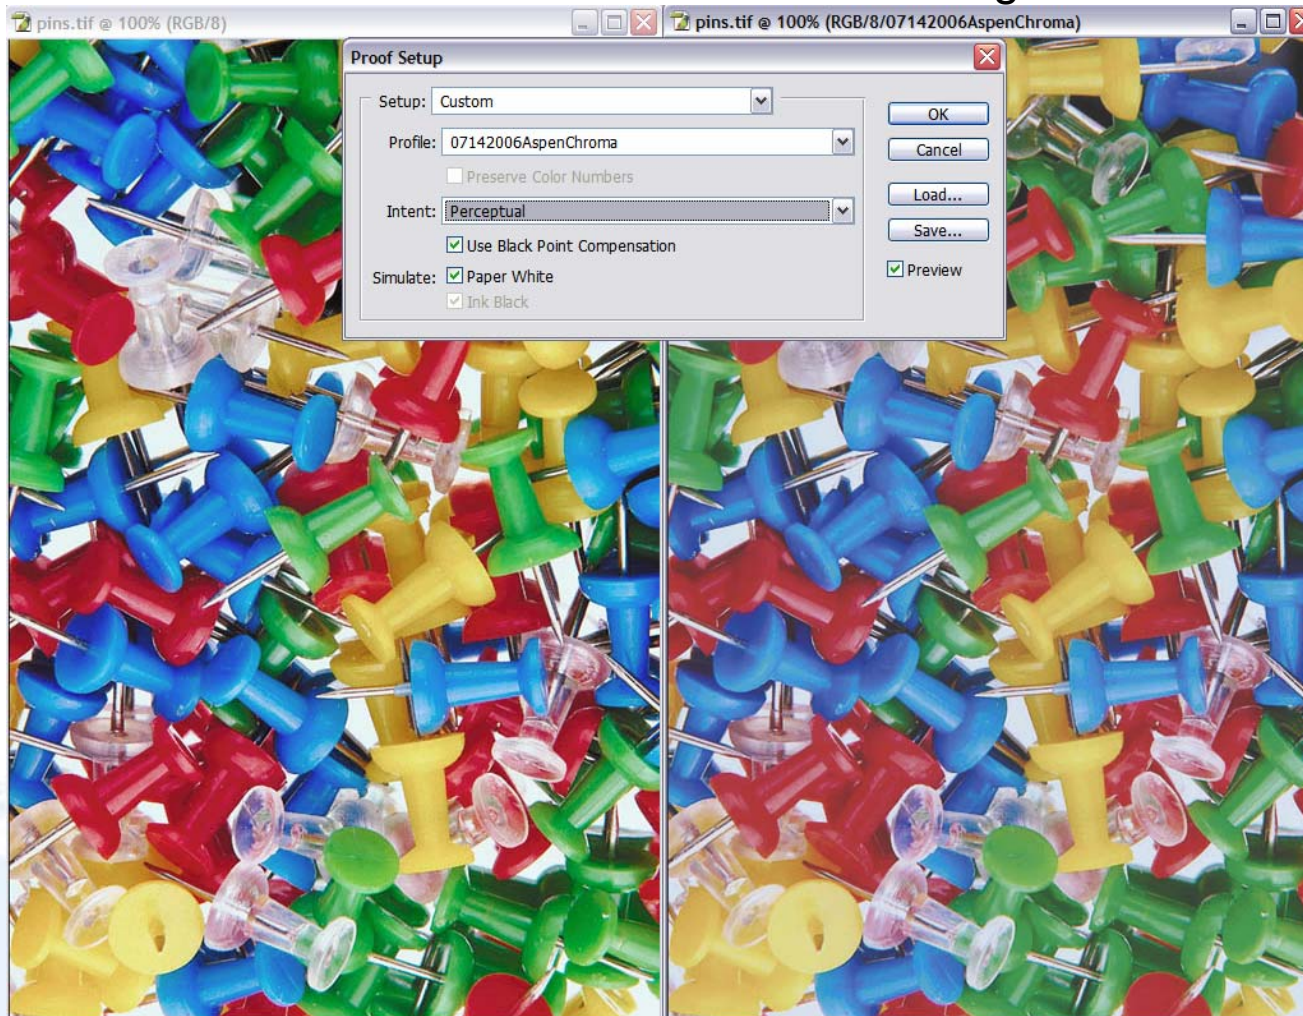 pins.tif @ 100% (RGB/8)
pins.tif @ 100% (RGB/8/07142006AspenChroma)
Proof Setup
Setup: Custom
Profile: 07142006AspenChroma
Preserve Color Numbers
Intent: Perceptual
Use Black Point Compensation
Simulate: Paper White
Ink Black
OK
Cancel
Load...
Save...
Preview